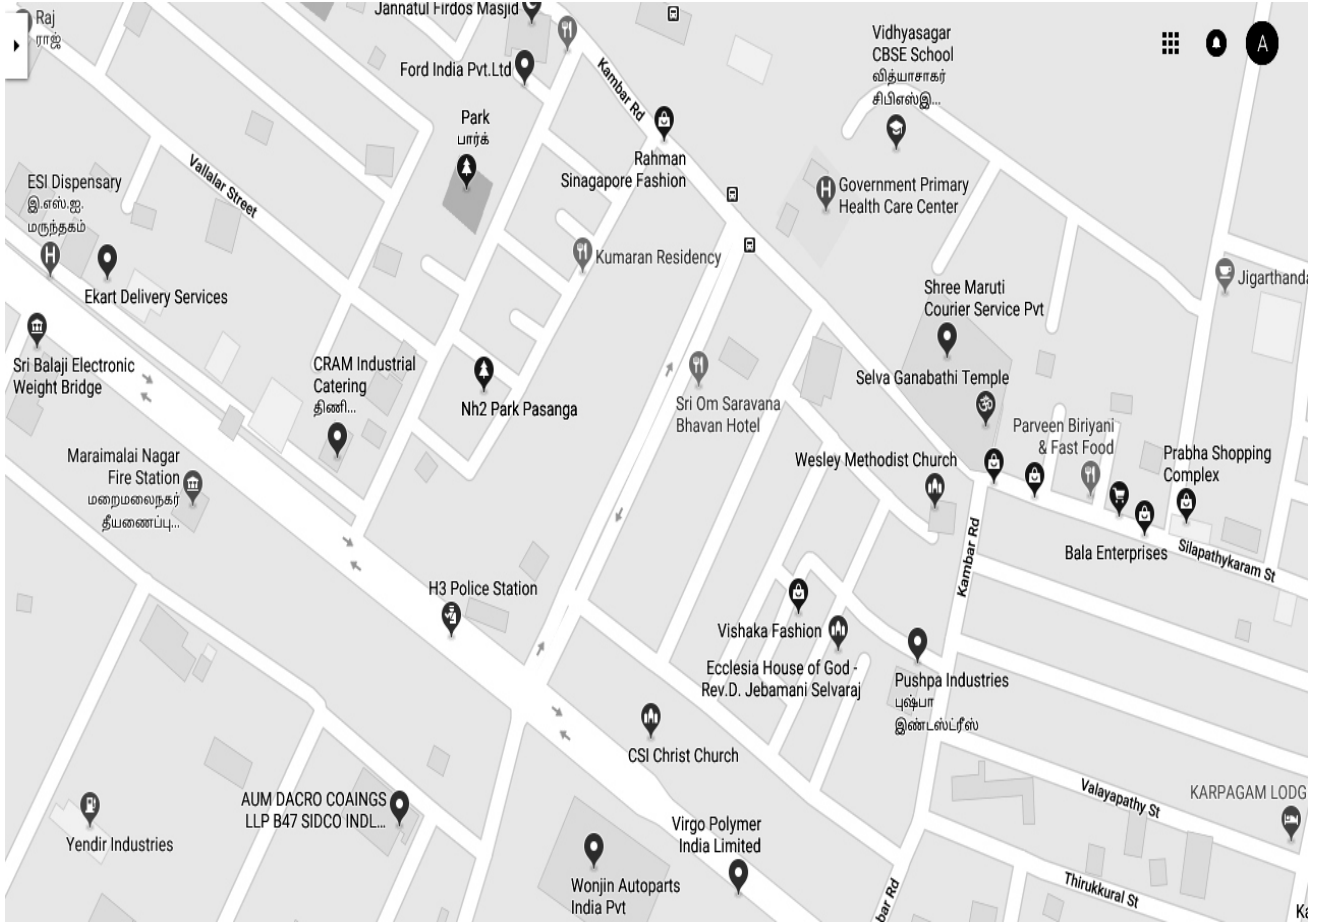 Raj
ராஜ்
Jannatul Firdos Masjid
Ford India Pvt.Ltd
Kambar Rd
Vidhyasagar
CBSE School
வித்யாசாகர்
சிபிஎஸ்இ...
A
Park
பார்க்
Rahman
Sinagapore Fashion
Vallalar Street
ESI Dispensary
இ.எஸ்.ஐ.
மருந்தகம்
Government Primary
Health Care Center
Kumaran Residency
Ekart Delivery Services
Jigarthanda
Shree Maruti
Courier Service Pvt
Sri Balaji Electronic
Weight Bridge
CRAM Industrial
Catering
திணி...
Nh2 Park Pasanga
Selva Ganabathi Temple
Sri Om Saravana
Bhavan Hotel
Parveen Biriyani
& Fast Food
Maraimalai Nagar
Fire Station
மறைமலைநகர்
தீயணைப்பு...
Wesley Methodist Church
Prabha Shopping
Complex
Bala Enterprises
Silapathykaram St
Kambar Rd
H3 Police Station
Vishaka Fashion
Ecclesia House of God -
Rev.D. Jebamani Selvaraj
Pushpa Industries
புஷ்பா
இண்டஸ்ட்ரீஸ்
CSI Christ Church
Valayapathy St
KARPAGAM LODG
AUM DACRO COAINGS
LLP B47 SIDCO INDL...
Yendir Industries
Virgo Polymer
India Limited
Wonjin Autoparts
India Pvt
Thirukkural St
bar Rd
Ka